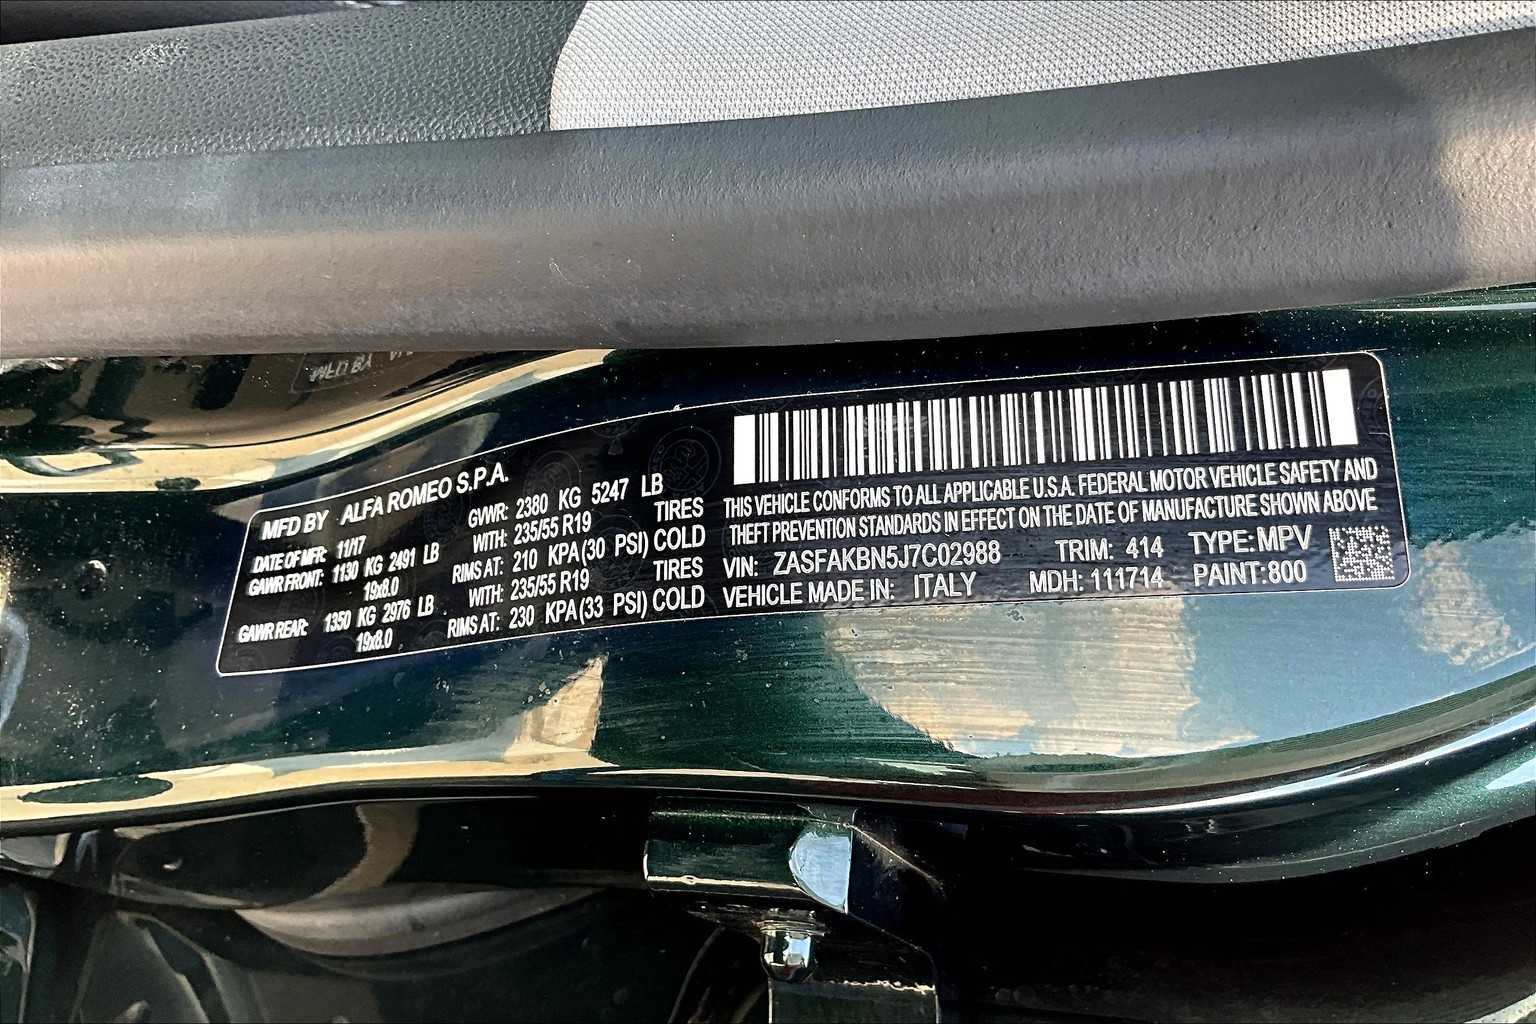 MFD BY ALFA ROMEO S.P.A.
DATE OF MFR: 11/17 GVWR: 2380 KG 5247 LB
GAWR FRONT: 1130 KG 2491 LB WITH: 235/55 R19 TIRES
19x8.0 RIMS AT: 210 KPA (30 PSI) COLD
GAWR REAR: 1350 KG 2976 LB WITH: 235/55 R19 TIRES
19x8.0 RIMS AT: 230 KPA (33 PSI) COLD
THIS VEHICLE CONFORMS TO ALL APPLICABLE U.S.A. FEDERAL MOTOR VEHICLE SAFETY AND
THEFT PREVENTION STANDARDS IN EFFECT ON THE DATE OF MANUFACTURE SHOWN ABOVE
VIN: ZASFAKBN5J7C02988 TRIM: 414 TYPE: MPV
VEHICLE MADE IN: ITALY MDH: 111714 PAINT: 800